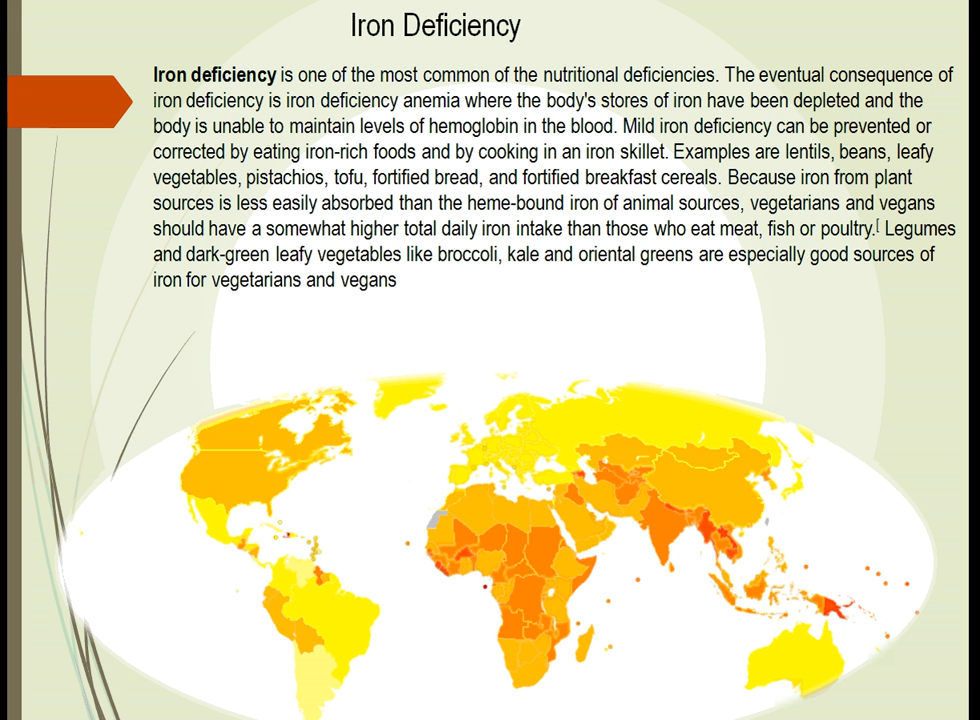 Iron Deficiency
Iron deficiency is one of the most common of the nutritional deficiencies. The eventual consequence of
iron deficiency is iron deficiency anemia where the body's stores of iron have been depleted and the
body is unable to maintain levels of hemoglobin in the blood. Mild iron deficiency can be prevented or
corrected by eating iron-rich foods and by cooking in an iron skillet. Examples are lentils, beans, leafy
vegetables, pistachios, tofu, fortified bread, and fortified breakfast cereals. Because iron from plant
sources is less easily absorbed than the heme-bound iron of animal sources, vegetarians and vegans
should have a somewhat higher total daily iron intake than those who eat meat, fish or poultry.[ Legumes
and dark-green leafy vegetables like broccoli, kale and oriental greens are especially good sources of
iron for vegetarians and vegans